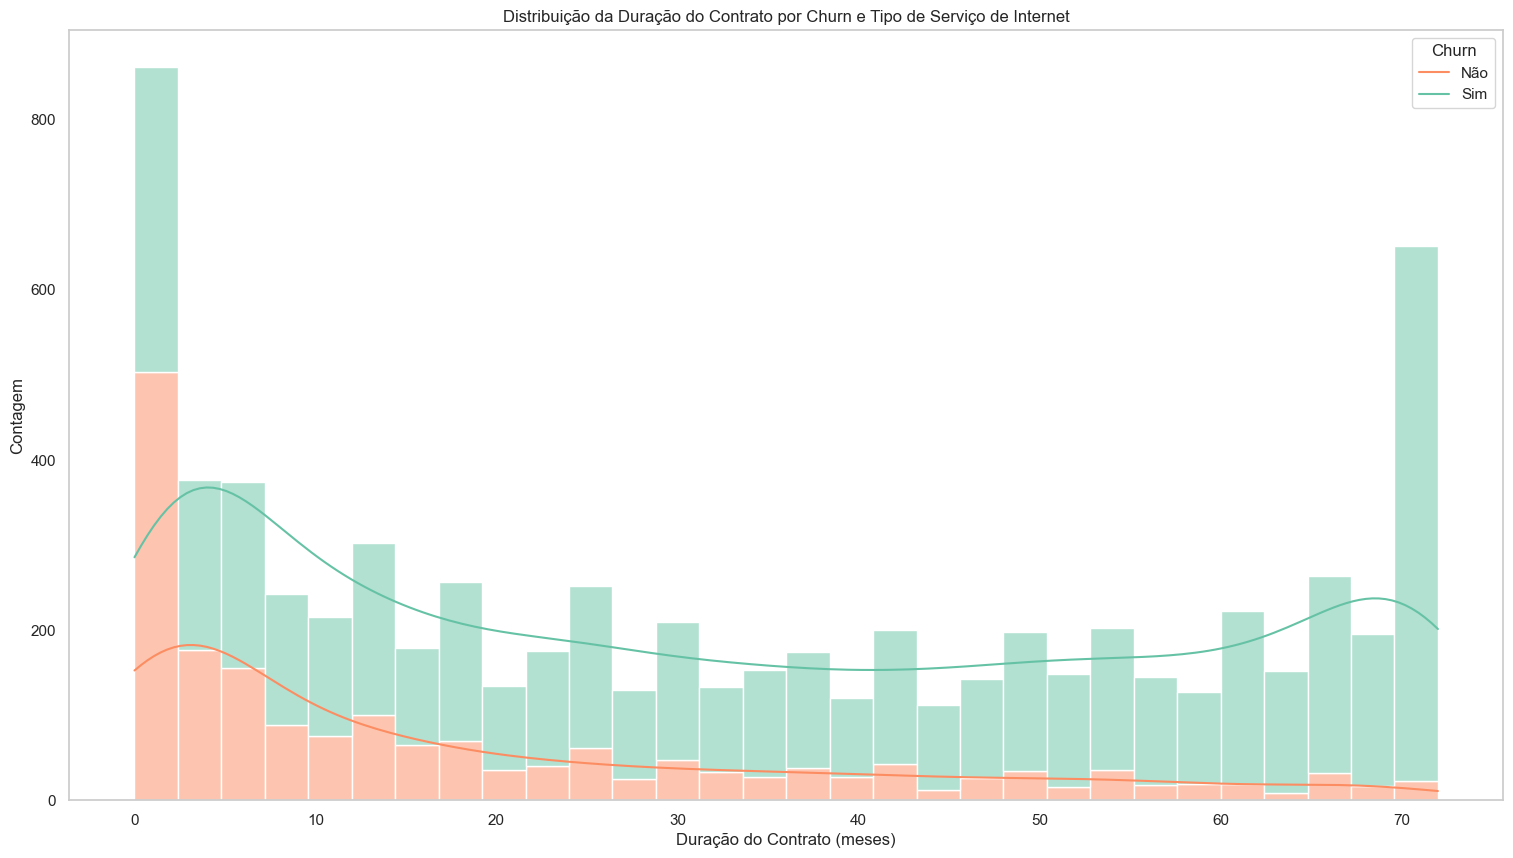 Distribuição da Duração do Contrato por Churn e Tipo de Serviço de Internet
Churn
Não
Sim
800
600
400
200
0
Contagem
0 10 20 30 40 50 60 70
Duração do Contrato (meses)